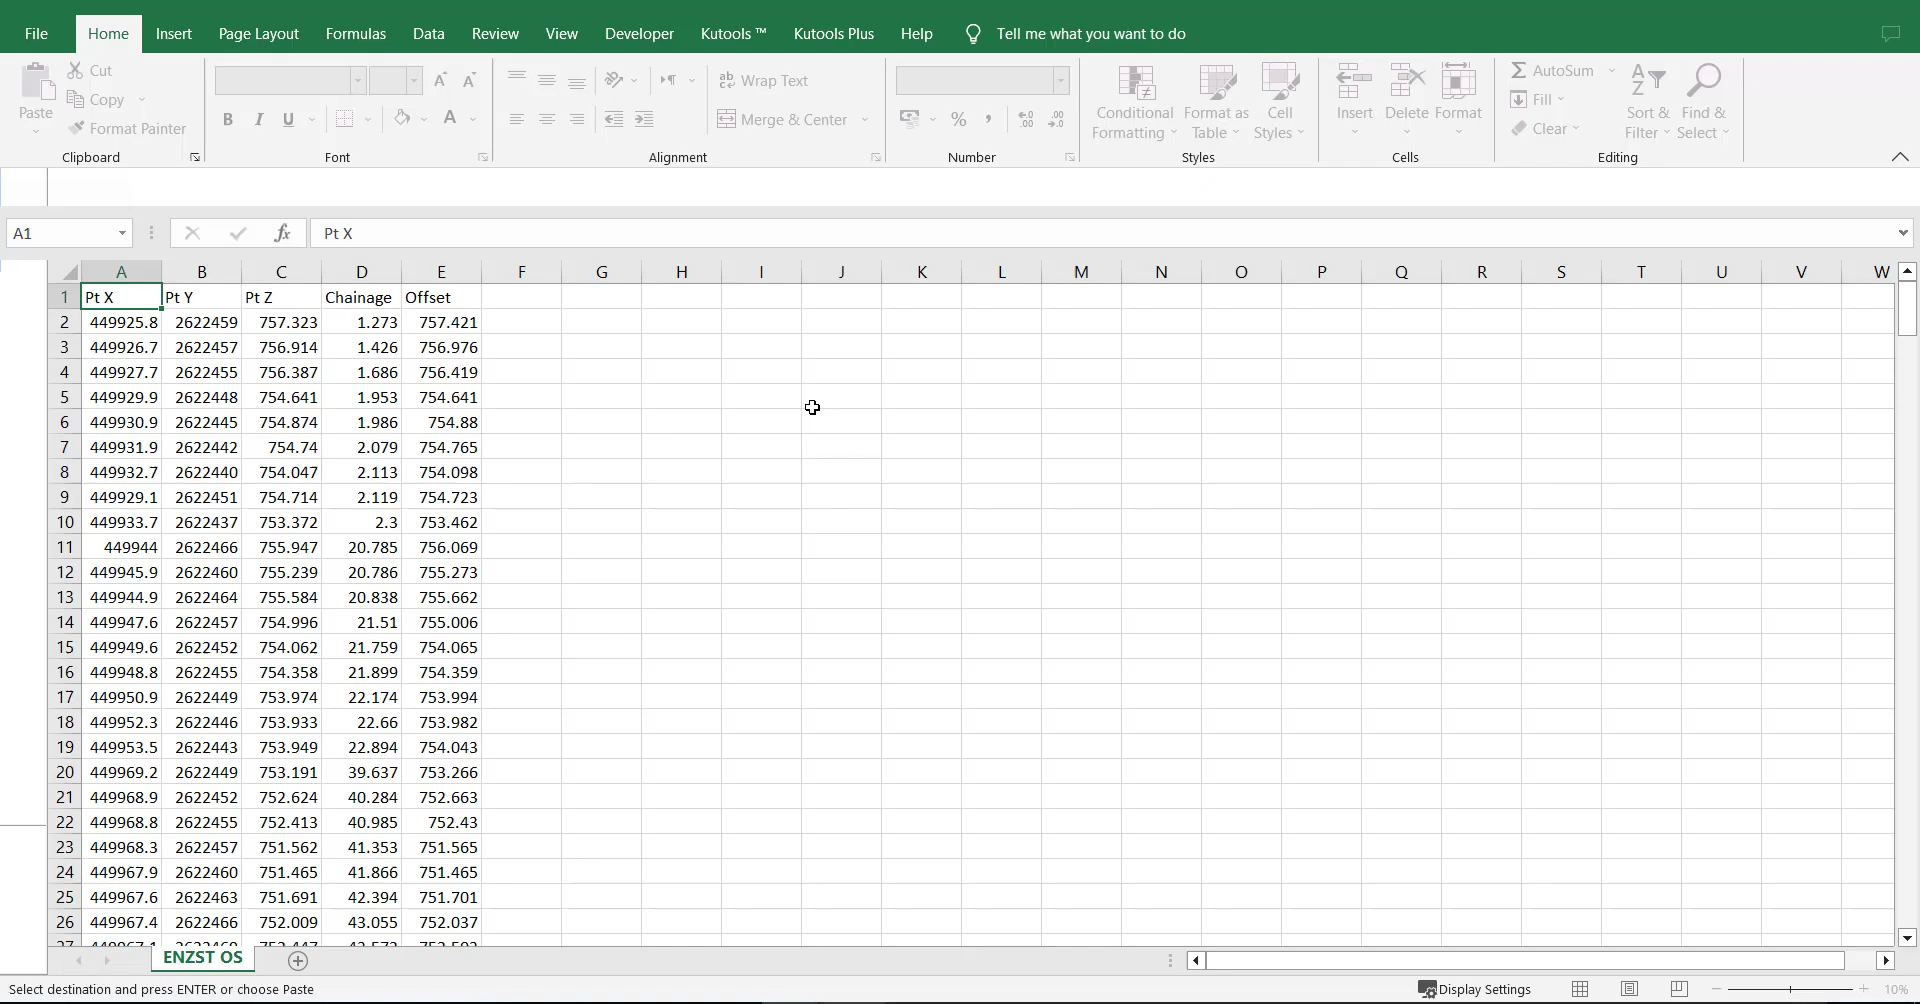 File Home Insert Page Layout Formulas Data Review View Developer Kutools ™ Kutools Plus Help Tell me what you want to do
Paste
Cut
Copy
Format Painter
Clipboard
B I U A
Font
ab Wrap Text
Merge & Center
Alignment
% ,
Number
Conditional Formatting
Format as Table
Cell Styles
Styles
Insert Delete Format
Cells
AutoSum
Fill
Clear
Sort & Filter
Find & Select
Editing
A1 fx Pt X
A B C D E F G H I J K L M N O P Q R S T U V W
1 Pt X Pt Y Pt Z Chainage Offset
2 449925.8 2622459 757.323 1.273 757.421
3 449926.7 2622457 756.914 1.426 756.976
4 449927.7 2622455 756.387 1.686 756.419
5 449929.9 2622448 754.641 1.953 754.641
6 449930.9 2622445 754.874 1.986 754.88
7 449931.9 2622442 754.74 2.079 754.765
8 449932.7 2622440 754.047 2.113 754.098
9 449929.1 2622451 754.714 2.119 754.723
10 449933.7 2622437 753.372 2.3 753.462
11 449944 2622466 755.947 20.785 756.069
12 449945.9 2622460 755.239 20.786 755.273
13 449944.9 2622464 755.584 20.838 755.662
14 449947.6 2622457 754.996 21.51 755.006
15 449949.6 2622452 754.062 21.759 754.065
16 449948.8 2622455 754.358 21.899 754.359
17 449950.9 2622449 753.974 22.174 753.994
18 449952.3 2622446 753.933 22.66 753.982
19 449953.5 2622443 753.949 22.894 754.043
20 449969.2 2622449 753.191 39.637 753.266
21 449968.9 2622452 752.624 40.284 752.663
22 449968.8 2622455 752.413 40.985 752.43
23 449968.3 2622457 751.562 41.353 751.565
24 449967.9 2622460 751.465 41.866 751.465
25 449967.6 2622463 751.691 42.394 751.701
26 449967.4 2622466 752.009 43.055 752.037
ENZST OS
Select destination and press ENTER or choose Paste Display Settings 10%